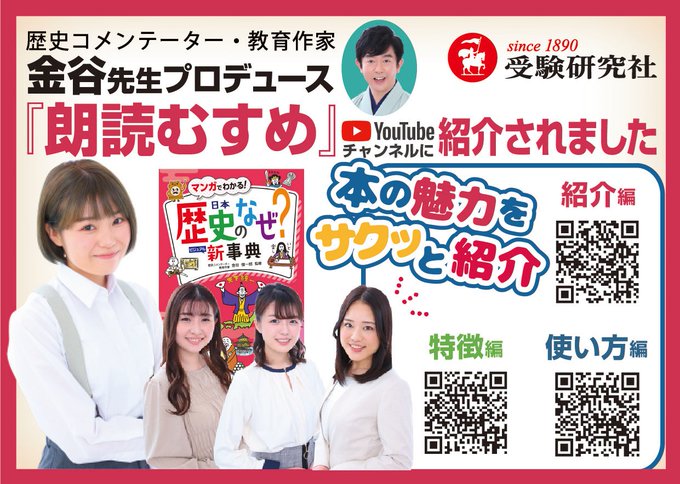 歴史コメンテーター・教育作家
金谷先生プロデュース
『朗読むすめ』
YouTube
チャンネルに
紹介されました
since 1890
受験研究社
マンガでわかる!
日本
歴史のなぜ?
新事典
本の魅力を
サクッと紹介
紹介編
特徴編
使い方編